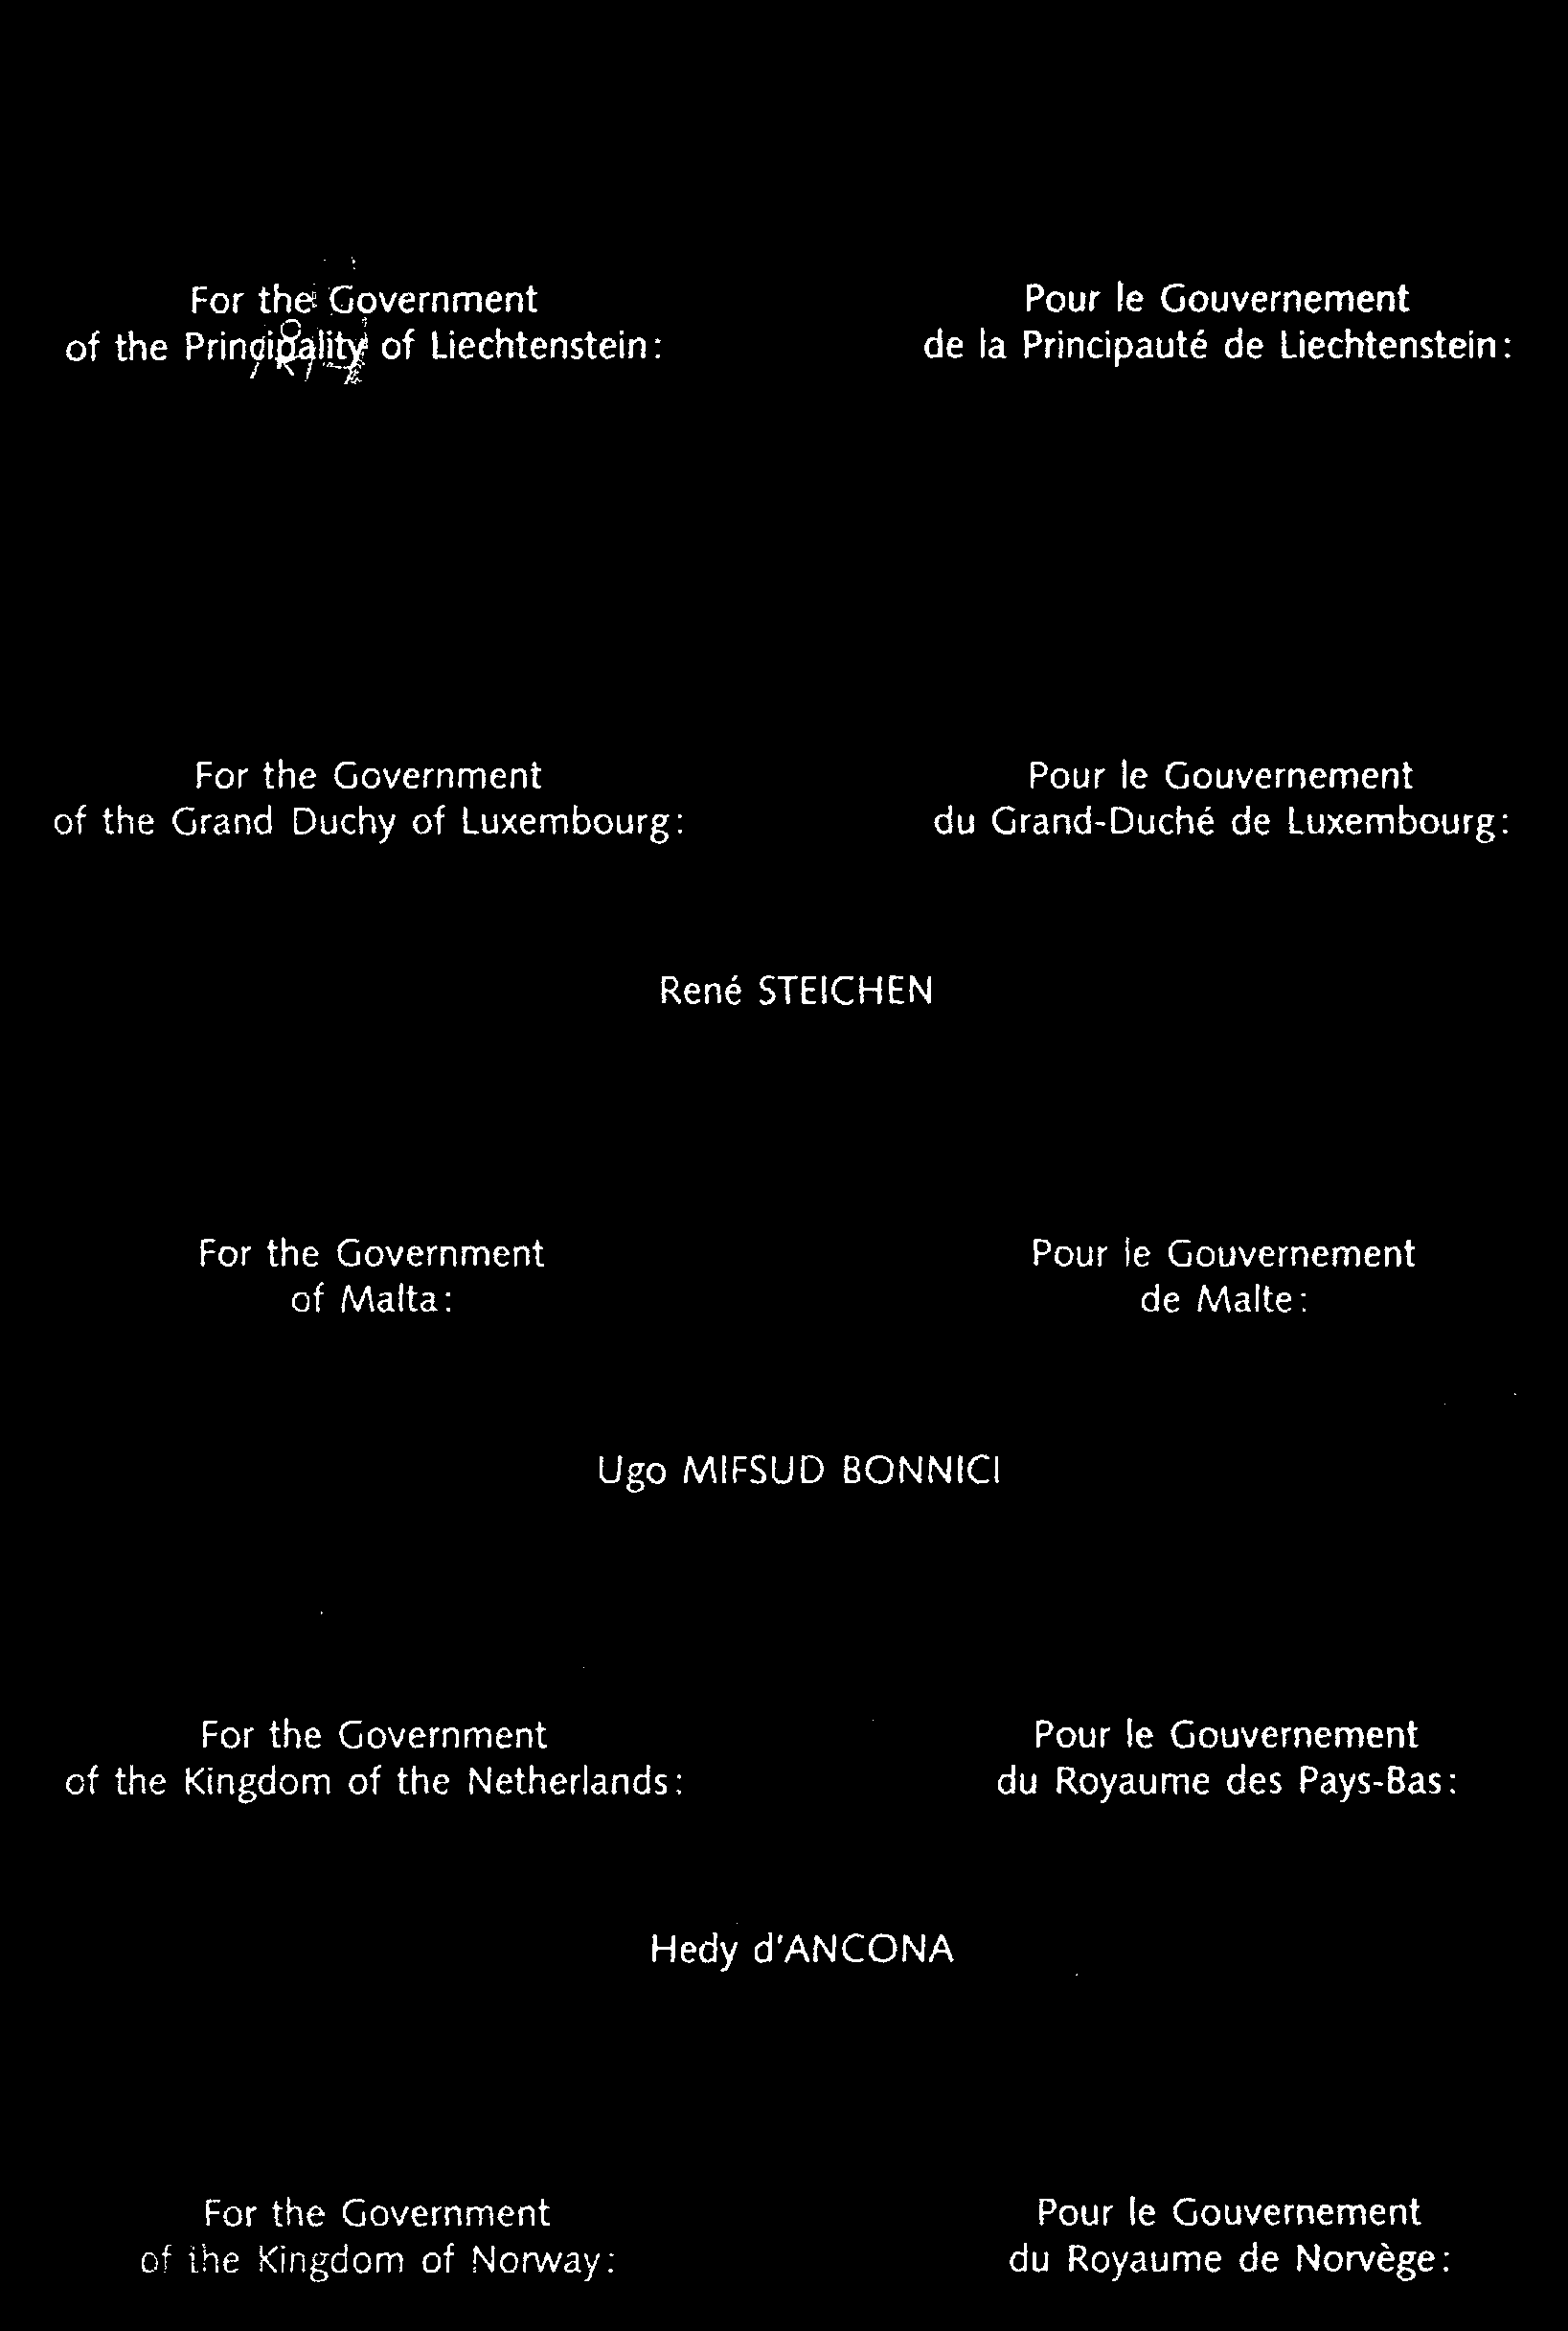 For the Government
of the Principality of Liechtenstein:
Pour le Gouvernement
de la Principauté de Liechtenstein:
For the Government
of the Grand Duchy of Luxembourg:
Pour le Gouvernement
du Grand-Duché de Luxembourg:
René STEICHEN
For the Government
of Malta:
Pour le Gouvernement
de Malte:
Ugo MIFSUD BONNICI
For the Government
of the Kingdom of the Netherlands:
Pour le Gouvernement
du Royaume des Pays-Bas:
Hedy d'ANCONA
For the Government
of the Kingdom of Norway:
Pour le Gouvernement
du Royaume de Norvège: